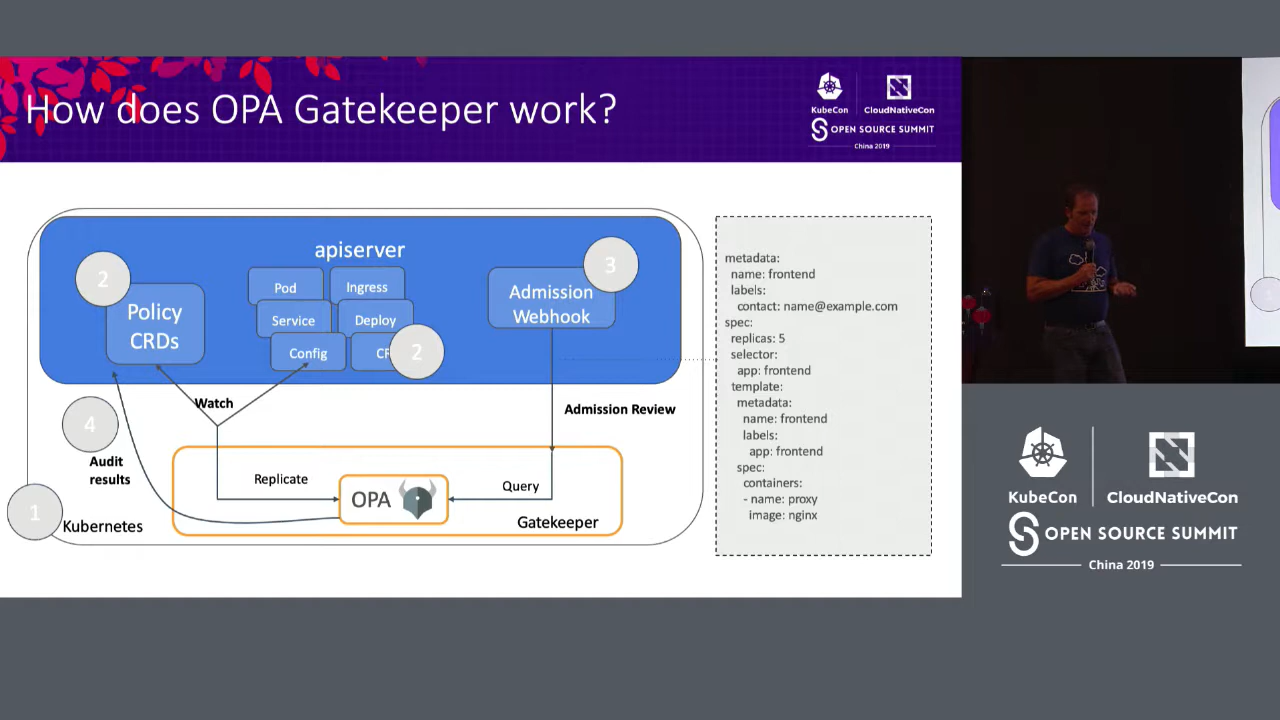 How does OPA Gatekeeper work?
KubeCon
CloudNativeCon
OPEN SOURCE SUMMIT
China 2019
apiserver
2
Policy
CRDs
Pod
Ingress
Service
Deploy
Config
2
3
Admission
Webhook
Watch
Admission Review
4
Audit
results
Replicate
OPA
Query
Gatekeeper
1
Kubernetes
metadata:
name: frontend
labels:
contact: name@example.com
spec:
replicas: 5
selector:
app: frontend
template:
metadata:
name: frontend
labels:
app: frontend
spec:
containers:
- name: proxy
image: nginx
KubeCon
CloudNativeCon
OPEN SOURCE SUMMIT
China 2019